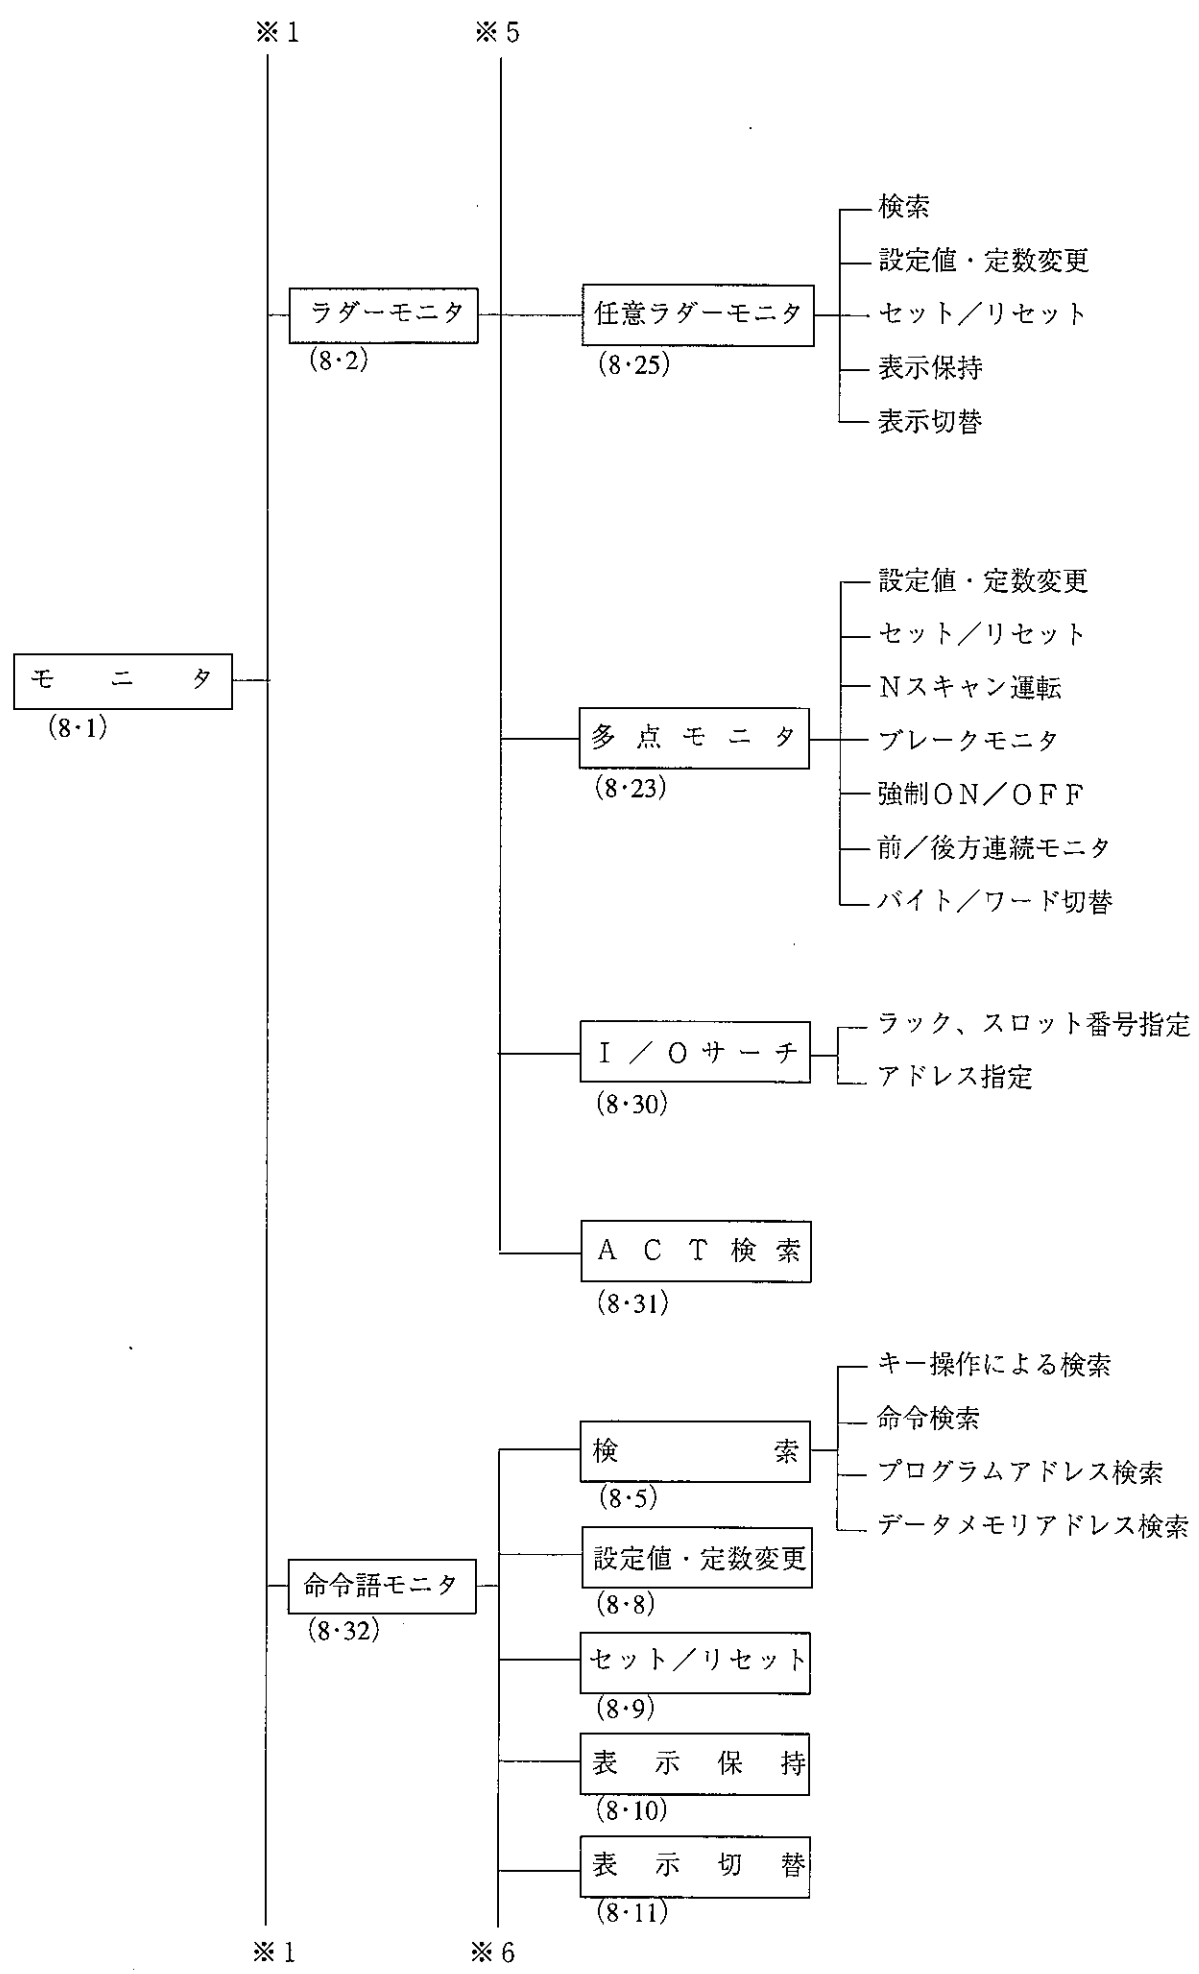 ※1
※5
検索
設定値・定数変更
ラダーモニタ
任意ラダーモニタ
セット／リセット
(8・2)
(8・25)
表示保持
表示切替
設定値・定数変更
セット／リセット
モニタ
Nスキャン運転
(8・1)
多点モニタ
ブレークモニタ
(8・23)
強制ON／OFF
前／後方連続モニタ
バイト／ワード切替
I／Oサーチ
ラック、スロット番号指定
アドレス指定
(8・30)
ACT検索
(8・31)
キー操作による検索
命令検索
検索
プログラムアドレス検索
(8・5)
データメモリアドレス検索
設定値・定数変更
命令語モニタ
(8・8)
(8・32)
セット／リセット
(8・9)
表示保持
(8・10)
表示切替
(8・11)
※1
※6